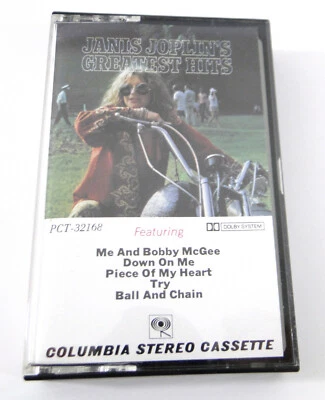 JANIS JOPLIN'S
GREATEST HITS
PCT-32168
Featuring
DOLBY SYSTEM
Me And Bobby McGee
Down On Me
Piece Of My Heart
Try
Ball And Chain
COLUMBIA STEREO CASSETTE